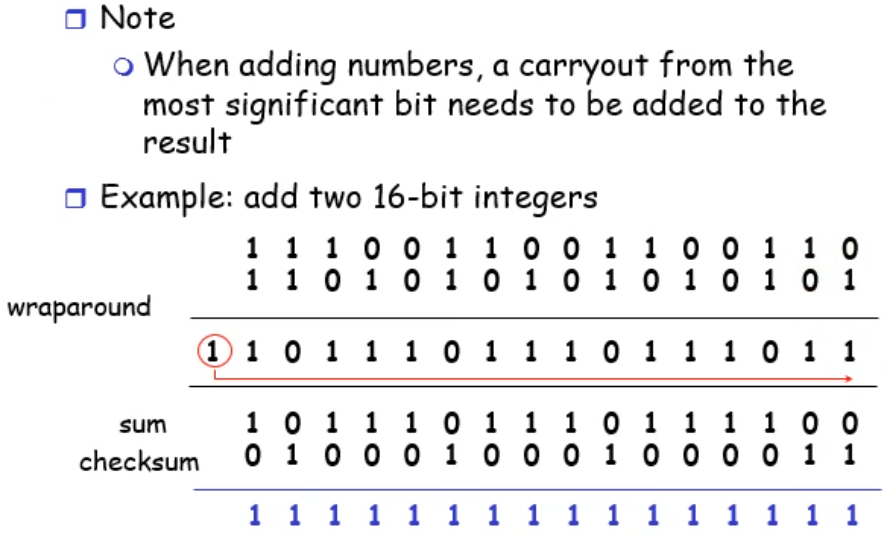 Note
When adding numbers, a carryout from the
most significant bit needs to be added to the
result
Example: add two 16-bit integers
1 1 1 0 0 1 1 0 0 1 1 0 0 1 1 0
1 1 0 1 0 1 0 1 0 1 0 1 0 1 0 1
wraparound
1 1 0 1 1 1 0 1 1 1 0 1 1 1 0 1 1
sum 1 0 1 1 1 0 1 1 1 0 1 1 1 1 0 0
checksum 0 1 0 0 0 1 0 0 0 1 0 0 0 0 1 1
1 1 1 1 1 1 1 1 1 1 1 1 1 1 1 1